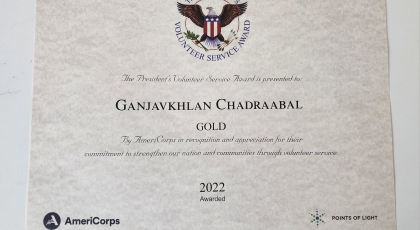 VOLUNTEER SERVICE AWARD
The President's Volunteer Service Award is presented to:
GANJAVKHLAN CHADRAABAL
GOLD
By AmeriCorps in recognition and appreciation for their
commitment to strengthen our nation and communities through volunteer service
2022
Awarded
AmeriCorps
POINTS OF LIGHT